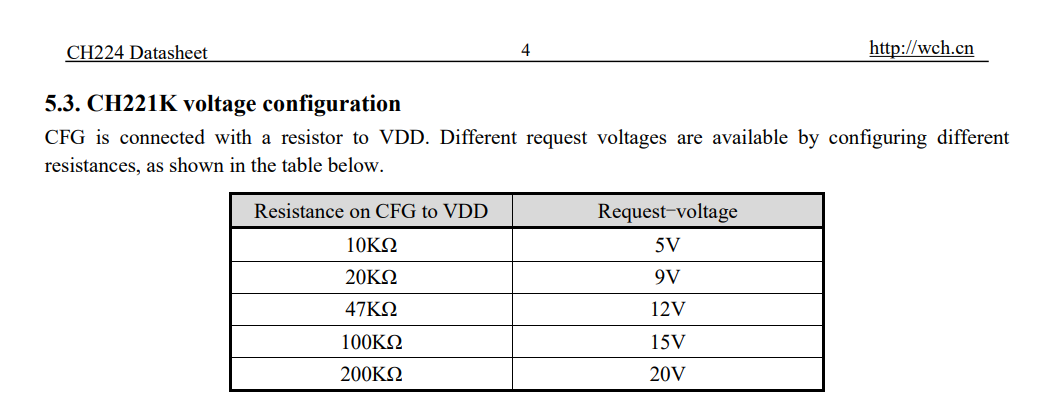 CH224 Datasheet 4 http://wch.cn
5.3. CH221K voltage configuration
CFG is connected with a resistor to VDD. Different request voltages are available by configuring different
resistances, as shown in the table below.
Resistance on CFG to VDD Request-voltage
10KΩ 5V
20KΩ 9V
47KΩ 12V
100KΩ 15V
200KΩ 20V